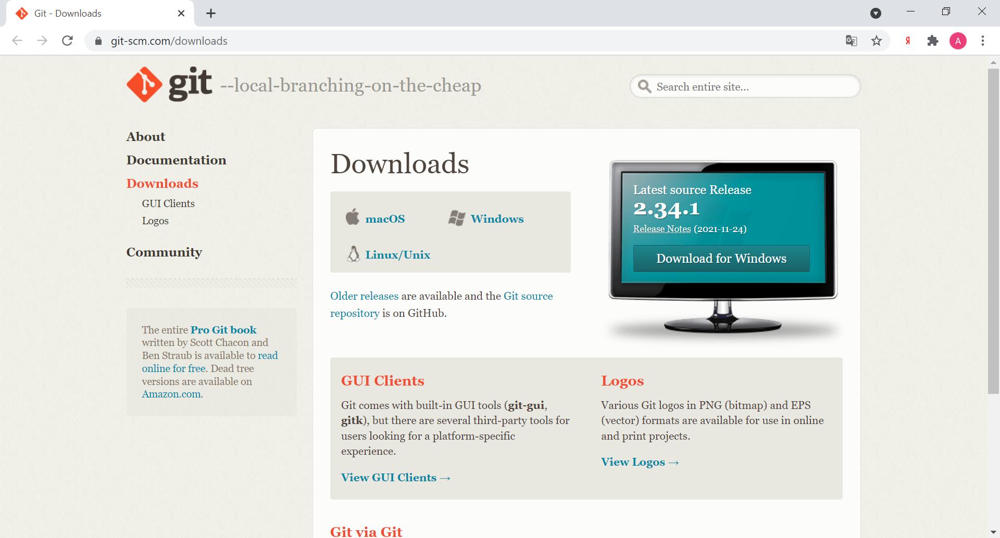 Git - Downloads
git-scm.com/downloads
Я
A
git --local-branching-on-the-cheap
Search entire site...
About
Documentation
Downloads
GUI Clients
Logos
Community
The entire Pro Git book
written by Scott Chacon and
Ben Straub is available to read
online for free. Dead tree
versions are available on
Amazon.com.
Downloads
macOS
Windows
Linux/Unix
Older releases are available and the Git source
repository is on GitHub.
Latest source Release
2.34.1
Release Notes (2021-11-24)
Download for Windows
GUI Clients
Git comes with built-in GUI tools (git-gui,
gitk), but there are several third-party tools for
users looking for a platform-specific
experience.
View GUI Clients →
Logos
Various Git logos in PNG (bitmap) and EPS
(vector) formats are available for use in online
and print projects.
View Logos →
Git via Git